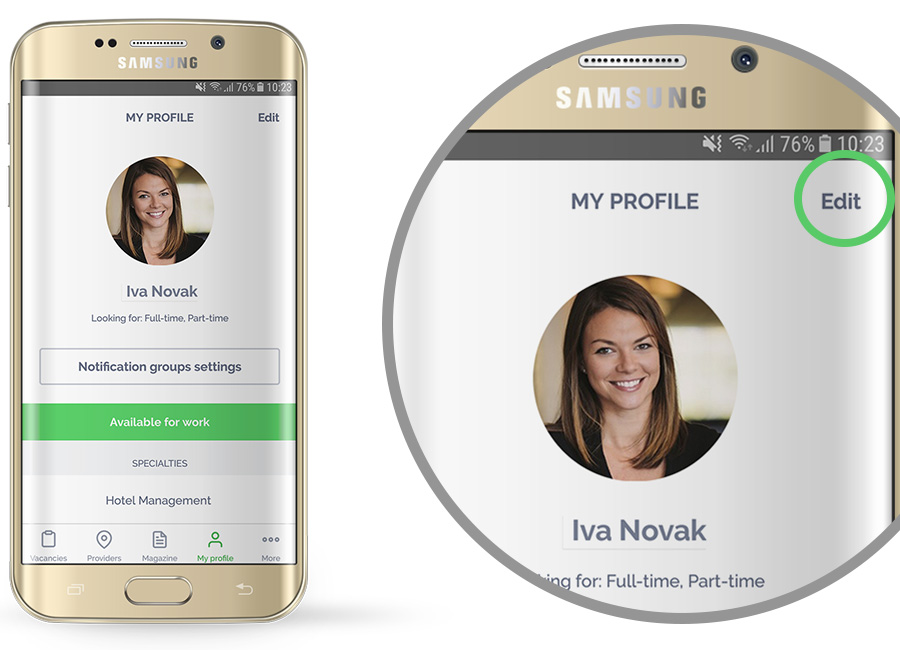 SAMSUNG
76% 10:23
MY PROFILE
Edit
Iva Novak
Looking for: Full-time, Part-time
Notification groups settings
Available for work
SPECIALTIES
Hotel Management
Vacancies
Providers
Magazine
My profile
More
SAMSUNG
76% 10:23
MY PROFILE
Edit
Iva Novak
ing for: Full-time, Part-time